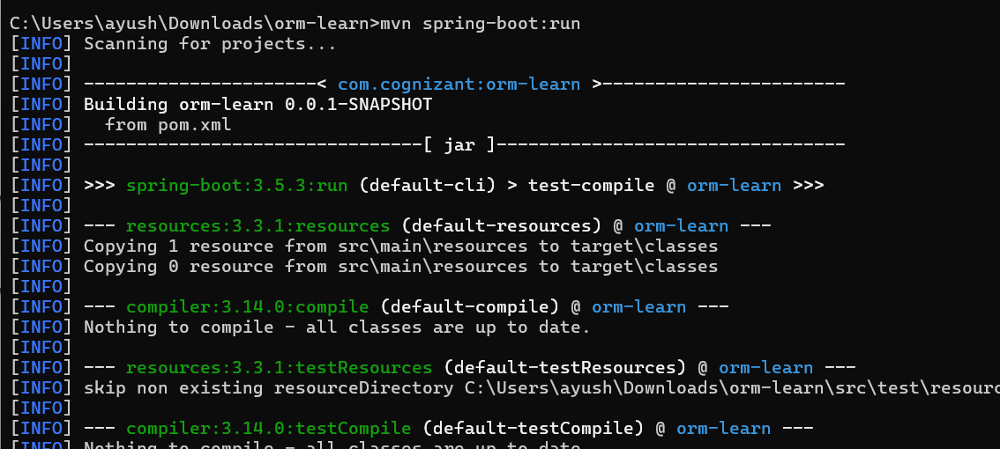 C:\Users\ayush\Downloads\orm-learn>mvn spring-boot:run
[INFO] Scanning for projects...
[INFO]
[INFO] ----------------------< com.cognizant:orm-learn >-----------------------
[INFO] Building orm-learn 0.0.1-SNAPSHOT
[INFO]   from pom.xml
[INFO] --------------------------------[ jar ]---------------------------------
[INFO]
[INFO] >>> spring-boot:3.5.3:run (default-cli) > test-compile @ orm-learn >>>
[INFO]
[INFO] --- resources:3.3.1:resources (default-resources) @ orm-learn ---
[INFO] Copying 1 resource from src\main\resources to target\classes
[INFO] Copying 0 resource from src\main\resources to target\classes
[INFO]
[INFO] --- compiler:3.14.0:compile (default-compile) @ orm-learn ---
[INFO] Nothing to compile - all classes are up to date.
[INFO]
[INFO] --- resources:3.3.1:testResources (default-testResources) @ orm-learn ---
[INFO] skip non existing resourceDirectory C:\Users\ayush\Downloads\orm-learn\src\test\resourc
[INFO]
[INFO] --- compiler:3.14.0:testCompile (default-testCompile) @ orm-learn ---
[INFO] Nothing to compile - all classes are up to date.